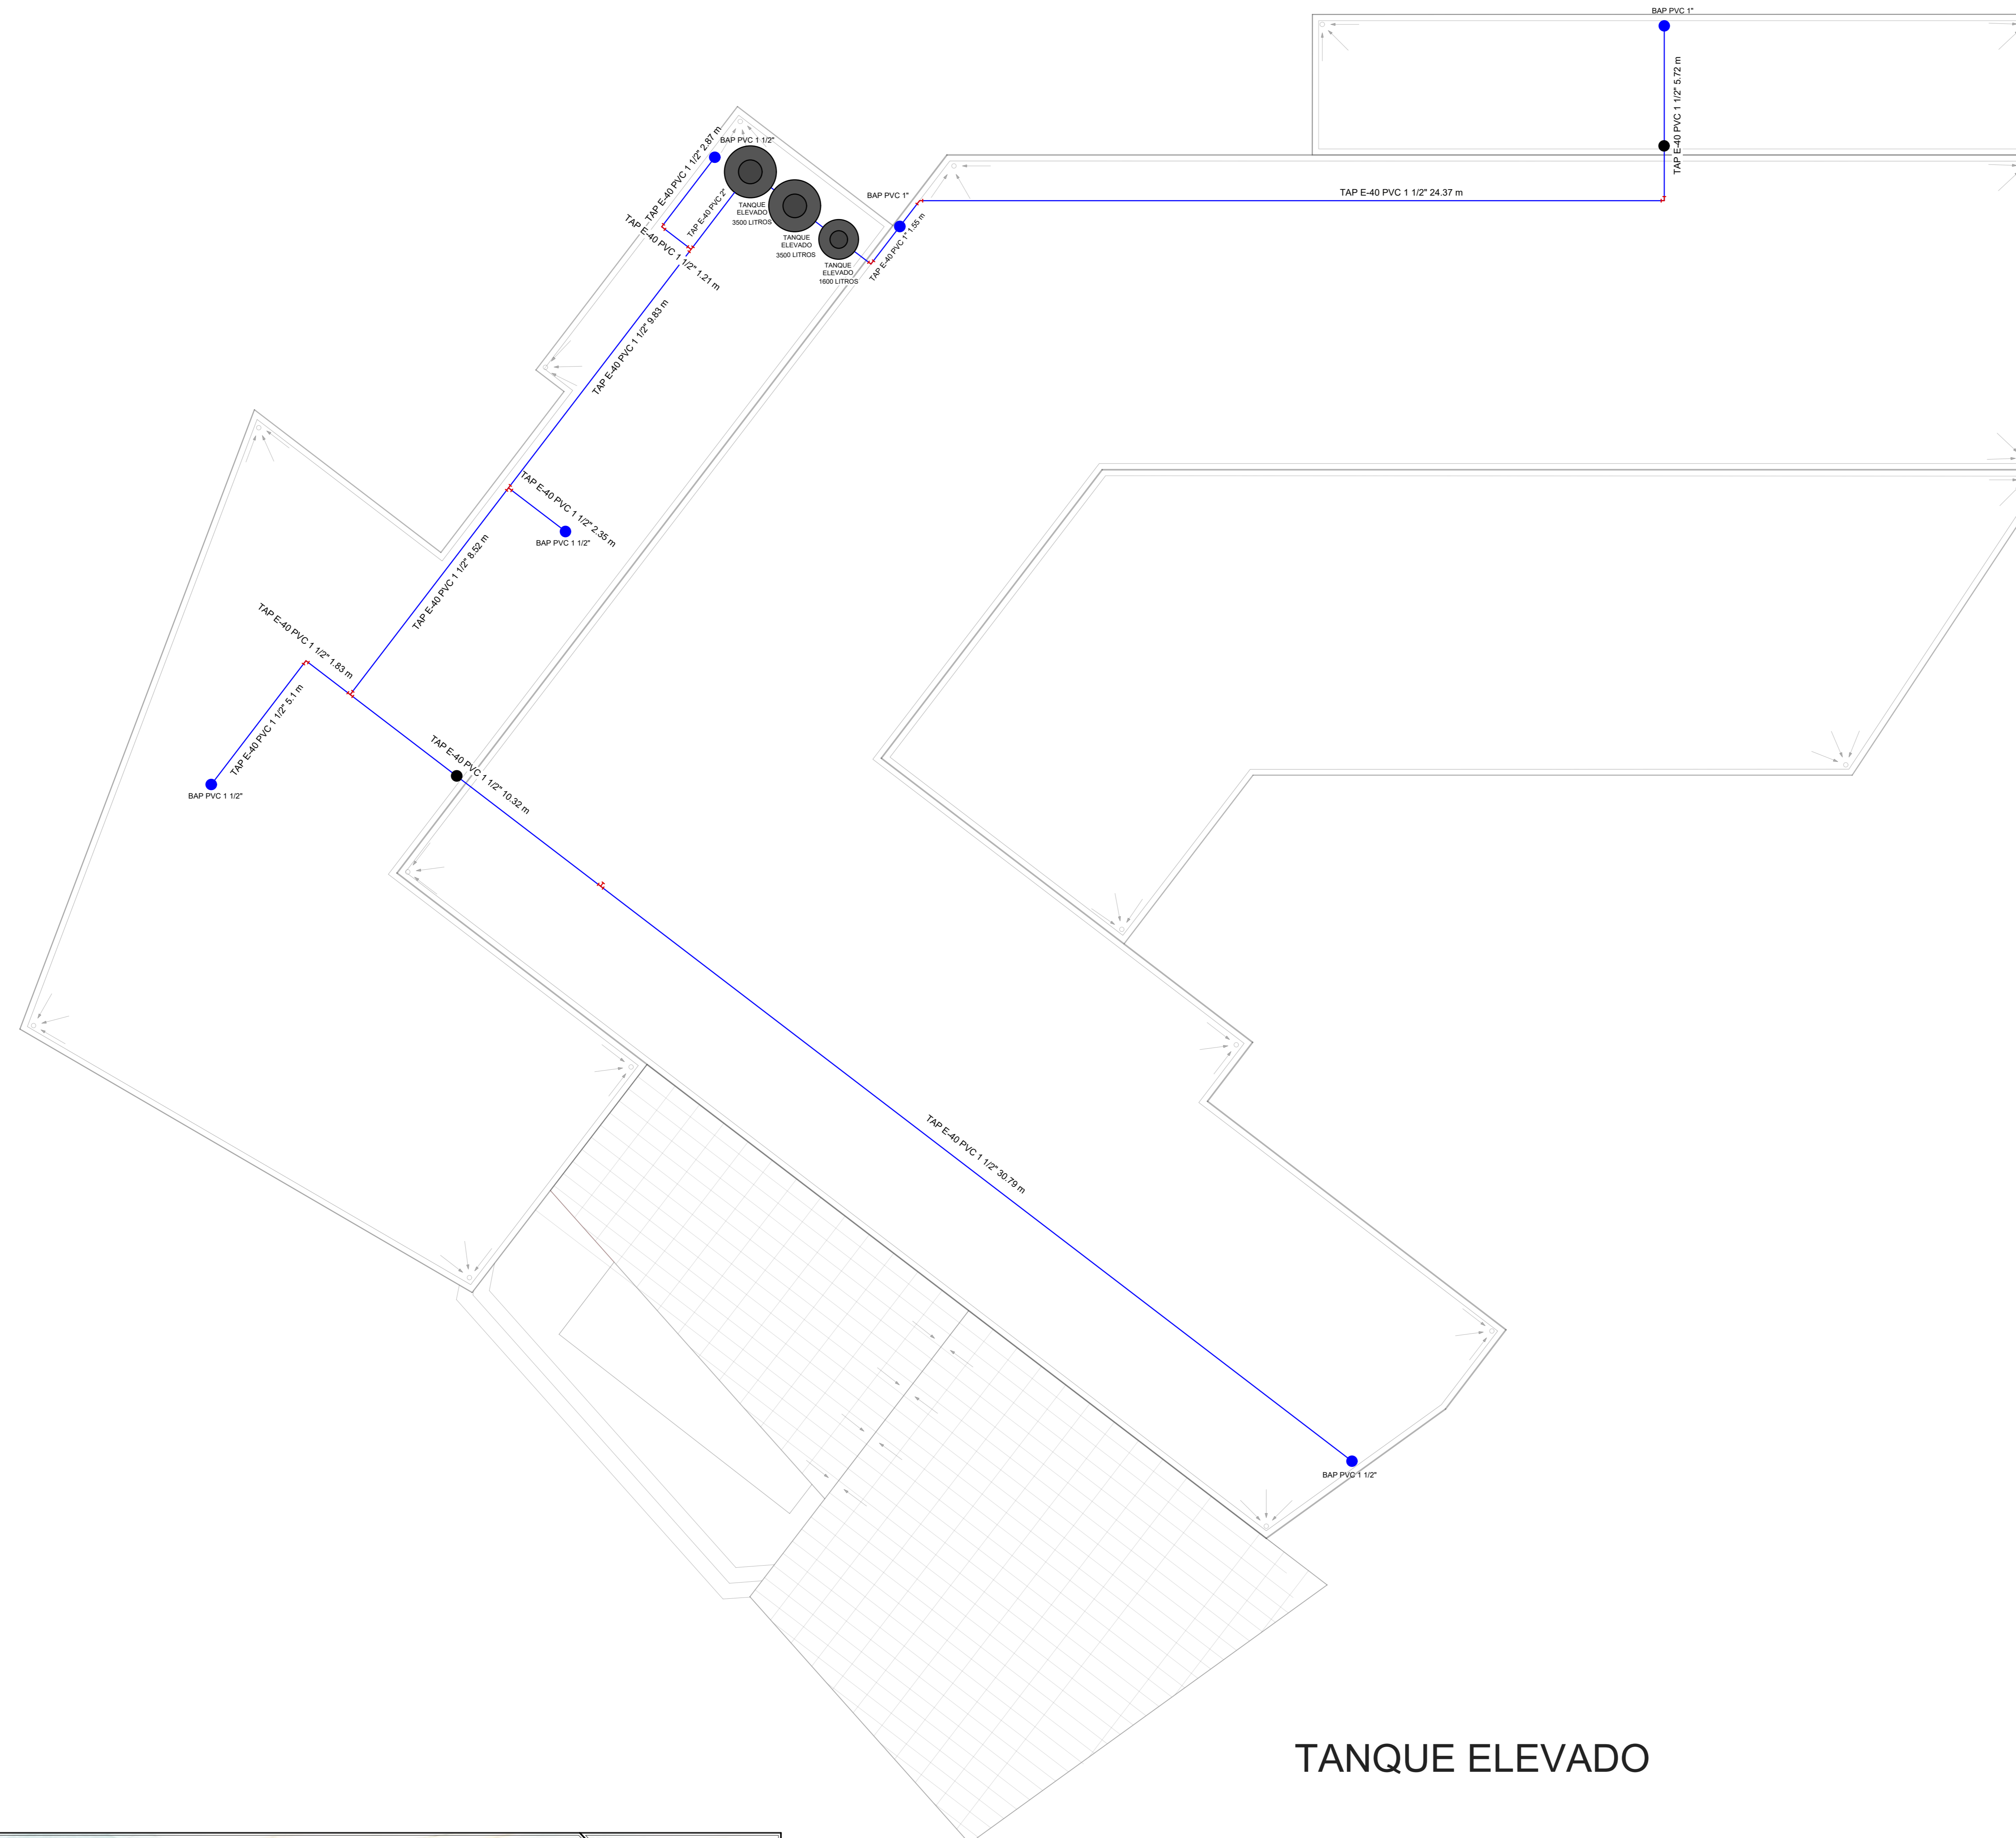 BAP PVC 1"
TAP E-40 PVC 1 1/2" 5.72 m
TAP E-40 PVC 1 1/2" 2.87 m
BAP PVC 1 1/2"
TAP E-40 PVC 2"
TAP E-40 PVC 1 1/2" 1.21 m
TANQUE
ELEVADO
3500 LITROS
TANQUE
ELEVADO
3500 LITROS
TANQUE
ELEVADO
1600 LITROS
BAP PVC 1"
TAP E-40 PVC 1" 1.55 m
TAP E-40 PVC 1 1/2" 24.37 m
TAP E-40 PVC 1 1/2" 9.83 m
TAP E-40 PVC 1 1/2" 2.35 m
BAP PVC 1 1/2"
TAP E-40 PVC 1 1/2" 8.52 m
TAP E-40 PVC 1 1/2" 1.83 m
TAP E-40 PVC 1 1/2" 5.1 m
BAP PVC 1 1/2"
TAP E-40 PVC 1 1/2" 10.32 m
TAP E-40 PVC 1 1/2" 30.79 m
BAP PVC 1 1/2"
TANQUE ELEVADO